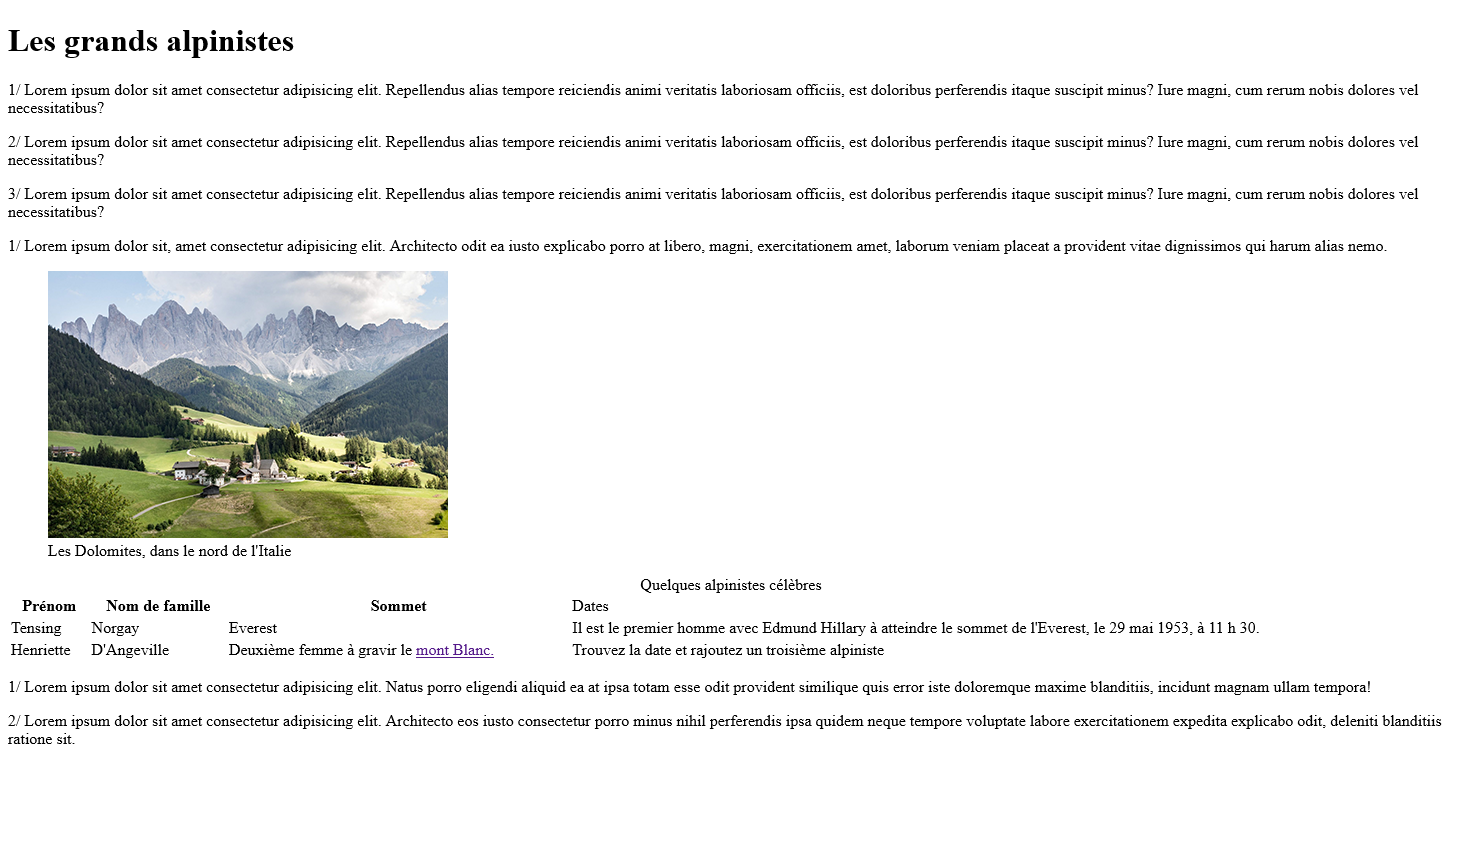 Les grands alpinistes
1/ Lorem ipsum dolor sit amet consectetur adipisicing elit. Repellendus alias tempore reiciendis animi veritatis laboriosam officiis, est doloribus perferendis itaque suscipit minus? Iure magni, cum rerum nobis dolores vel
necessitatibus?
2/ Lorem ipsum dolor sit amet consectetur adipisicing elit. Repellendus alias tempore reiciendis animi veritatis laboriosam officiis, est doloribus perferendis itaque suscipit minus? Iure magni, cum rerum nobis dolores vel
necessitatibus?
3/ Lorem ipsum dolor sit amet consectetur adipisicing elit. Repellendus alias tempore reiciendis animi veritatis laboriosam officiis, est doloribus perferendis itaque suscipit minus? Iure magni, cum rerum nobis dolores vel
necessitatibus?
1/ Lorem ipsum dolor sit, amet consectetur adipisicing elit. Architecto odit ea iusto explicabo porro at libero, magni, exercitationem amet, laborum veniam placeat a provident vitae dignissimos qui harum alias nemo.
Les Dolomites, dans le nord de l'Italie
Quelques alpinistes célèbres
Prénom Nom de famille Sommet Dates
Tensing Norgay Everest Il est le premier homme avec Edmund Hillary à atteindre le sommet de l'Everest, le 29 mai 1953, à 11 h 30.
Henriette D'Angeville Deuxième femme à gravir le mont Blanc. Trouvez la date et rajoutez un troisième alpiniste
1/ Lorem ipsum dolor sit amet consectetur adipisicing elit. Natus porro eligendi aliquid ea at ipsa totam esse odit provident similique quis error iste doloremque maxime blanditiis, incidunt magnam ullam tempora!
2/ Lorem ipsum dolor sit amet consectetur adipisicing elit. Architecto eos iusto consectetur porro minus nihil perferendis ipsa quidem neque tempore voluptate labore exercitationem expedita explicabo odit, deleniti blanditiis
ratione sit.